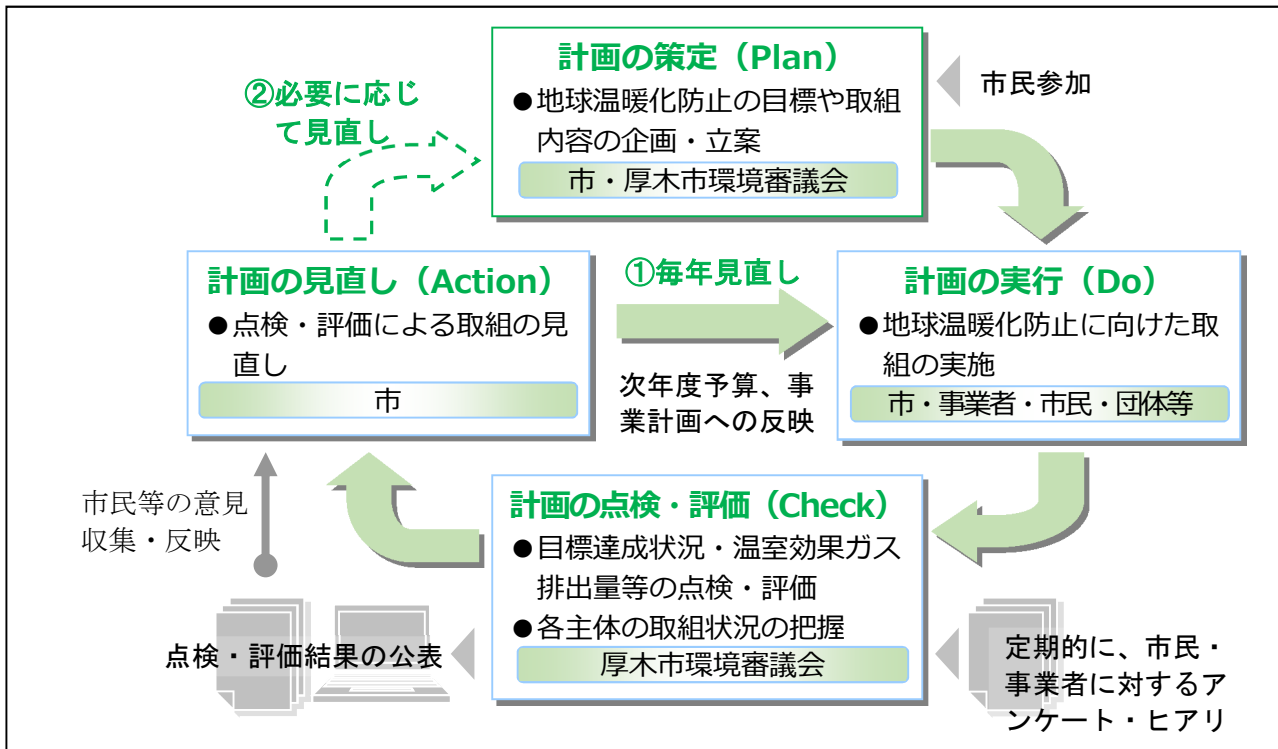 計画の策定（Plan）
●地球温暖化防止の目標や取組
内容の企画・立案
市・厚木市環境審議会
市民参加
②必要に応じ
て見直し
計画の見直し（Action）
●点検・評価による取組の見
直し
市
①毎年見直し
次年度予算、事
業計画への反映
計画の実行（Do）
●地球温暖化防止に向けた取
組の実施
市・事業者・市民・団体等
市民等の意見
収集・反映
計画の点検・評価（Check）
●目標達成状況・温室効果ガス
排出量等の点検・評価
●各主体の取組状況の把握
厚木市環境審議会
点検・評価結果の公表
定期的に、市民・
事業者に対するア
ンケート・ヒアリ